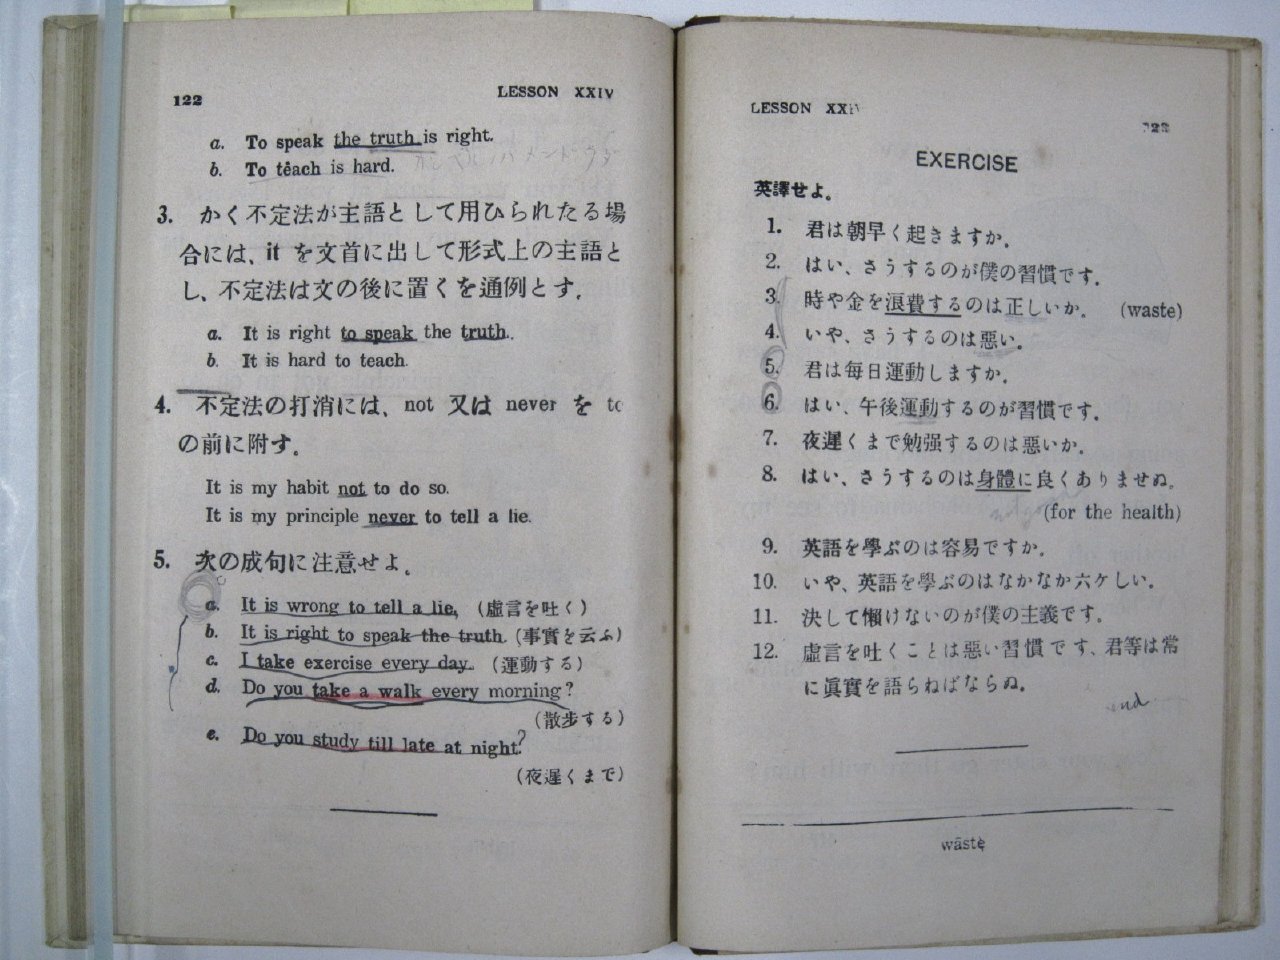 122
LESSON XXIV
a. To speak the truth is right.
b. To teach is hard.
3. かく不定法が主語として用ひられたる場
合には、it を文首に出して形式上の主語と
し、不定法は文の後に置くを通例とす.
a. It is right to speak the truth.
b. It is hard to teach.
4. 不定法の打消には、not 又は never を to
の前に附す.
It is my habit not to do so.
It is my principle never to tell a lie.
5. 次の成句に注意せよ.
a. It is wrong to tell a lie, (虛言を吐く)
b. It is right to speak the truth. (事實を云ふ)
c. I take exercise every day. (運動する)
d. Do you take a walk every morning?
(散步する)
e. Do you study till late at night?
(夜遲くまで)
LESSON
EXERCISE
英譯せよ.
1. 君は朝早く起きますか.
2. はい、さうするのが僕の習慣です.
3. 時や金を浪費するのは正しいか. (waste)
4. いや、さうするのは惡い.
5. 君は每日運動しますか.
6. はい、午後運動するのが習慣です.
7. 夜遲くまで勉强するのは惡いか.
8. はい、さうするのは身體に良くありませぬ.
(for the health)
9. 英語を學ぶのは容易ですか.
10. いや、英語を學ぶのはなかなか六ケしい.
11. 決して懶けないのが僕の主義です.
12. 虛言を吐くことは惡い習慣です、君等は常
に眞實を語らねばならぬ.
end
wāste